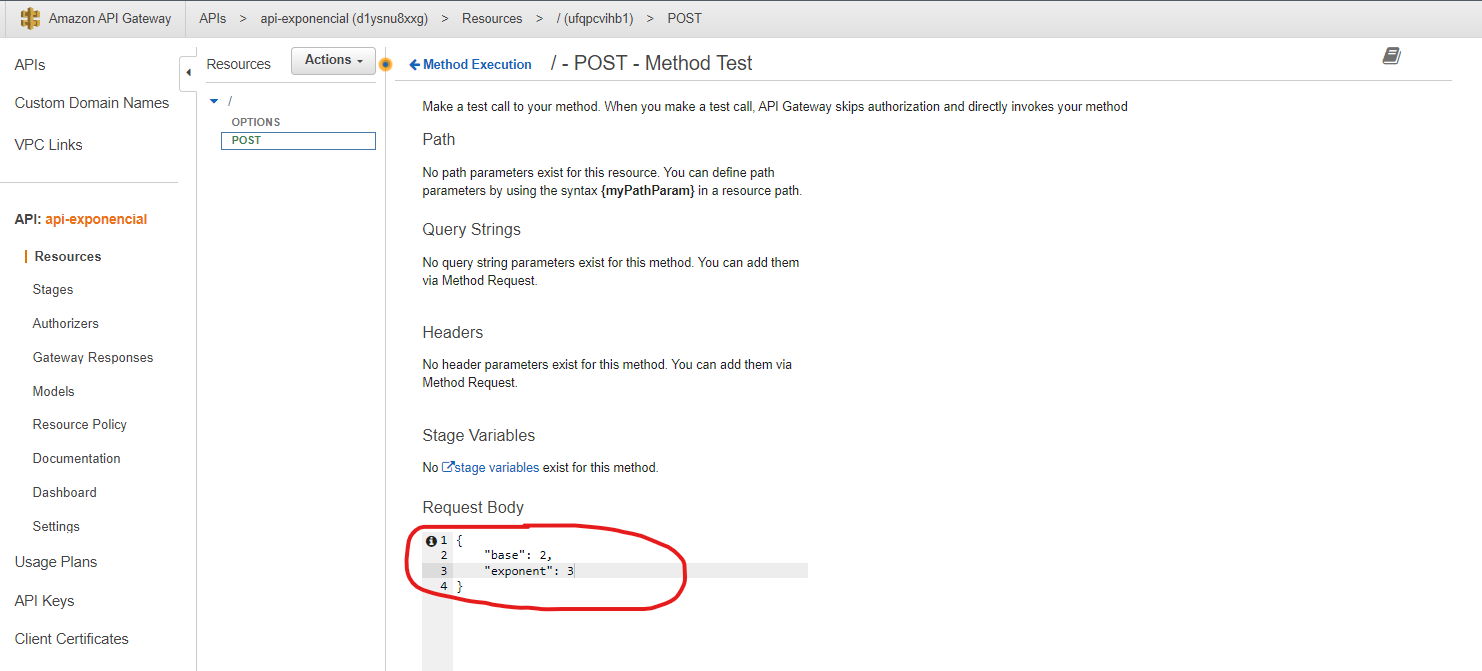 Amazon API Gateway
APIs > api-exponencial (d1ysnu8xxg) > Resources > / (ufqpcvihb1) > POST
APIs
Custom Domain Names
VPC Links
API: api-exponencial
Resources
Stages
Authorizers
Gateway Responses
Models
Resource Policy
Documentation
Dashboard
Settings
Usage Plans
API Keys
Client Certificates
Resources
Actions
/
OPTIONS
POST
Method Execution / - POST - Method Test
Make a test call to your method. When you make a test call, API Gateway skips authorization and directly invokes your method
Path
No path parameters exist for this resource. You can define path
parameters by using the syntax {myPathParam} in a resource path.
Query Strings
No query string parameters exist for this method. You can add them
via Method Request.
Headers
No header parameters exist for this method. You can add them via
Method Request.
Stage Variables
No stage variables exist for this method.
Request Body
1 {
2 "base": 2,
3 "exponent": 3
4 }